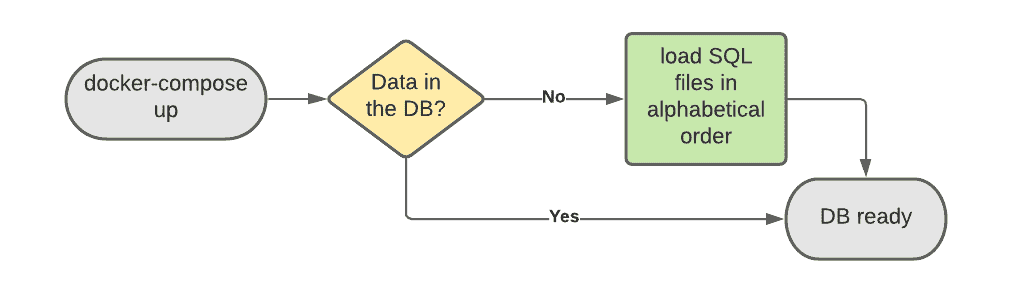 docker-compose
up
Data in
the DB?
No
load SQL
files in
alphabetical
order
Yes
DB ready